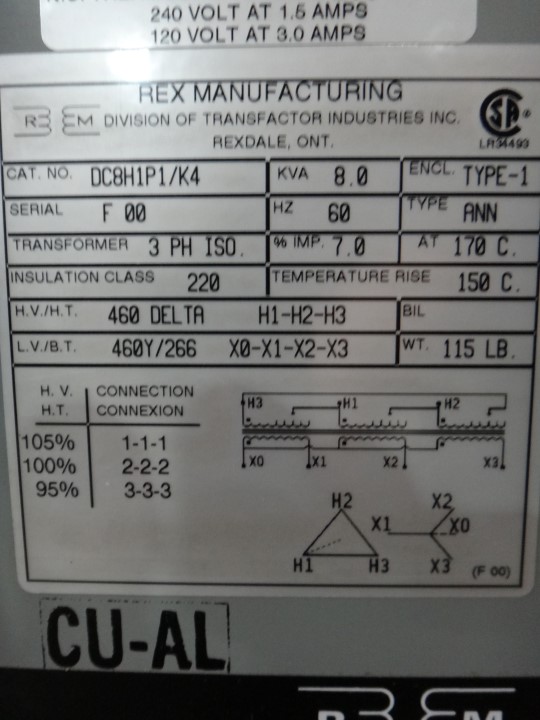 240 VOLT AT 1.5 AMPS
120 VOLT AT 3.0 AMPS
REX MANUFACTURING
DIVISION OF TRANSFACTOR INDUSTRIES INC.
REXDALE, ONT.
LR34493
CAT. NO. DC8H1P1/K4 KVA 8.0 ENCL. TYPE-1
SERIAL F 00 HZ 60 TYPE ANN
TRANSFORMER 3 PH ISO. % IMP. 7.0 AT 170 C.
INSULATION CLASS 220 TEMPERATURE RISE 150 C.
H.V./H.T. 460 DELTA H1-H2-H3 BIL
L.V./B.T. 460Y/266 X0-X1-X2-X3 WT. 115 LB.
H. V. CONNECTION
H.T. CONNEXION
105% 1-1-1
100% 2-2-2
95% 3-3-3
H3 H1 H2
X0 X1 X2 X3
H2 X2
X1 X0
H1 H3 X3
(F 00)
CU-AL